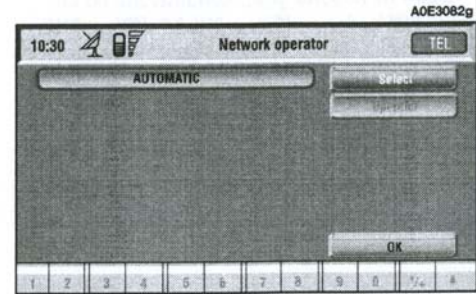 A0E3082g
10:30 Network operator TEL
AUTOMATIC Select
OK
1 2 3 4 5 6 7 8 9 0 */+ #